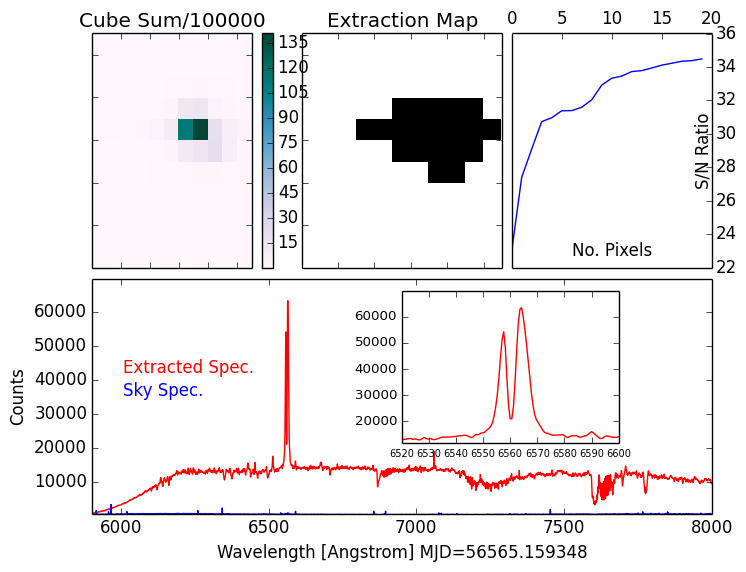 Cube Sum/100000
Extraction Map
0 5 10 15 20
135
120
105
90
75
60
45
30
15
36
34
32
30
28
26
24
22
S/N Ratio
No. Pixels
60000
50000
40000
30000
20000
10000
Counts
Extracted Spec.
Sky Spec.
60000
50000
40000
30000
20000
6520 6530 6540 6550 6560 6570 6580 6590 6600
6000 6500 7000 7500 8000
Wavelength [Angstrom] MJD=56565.159348